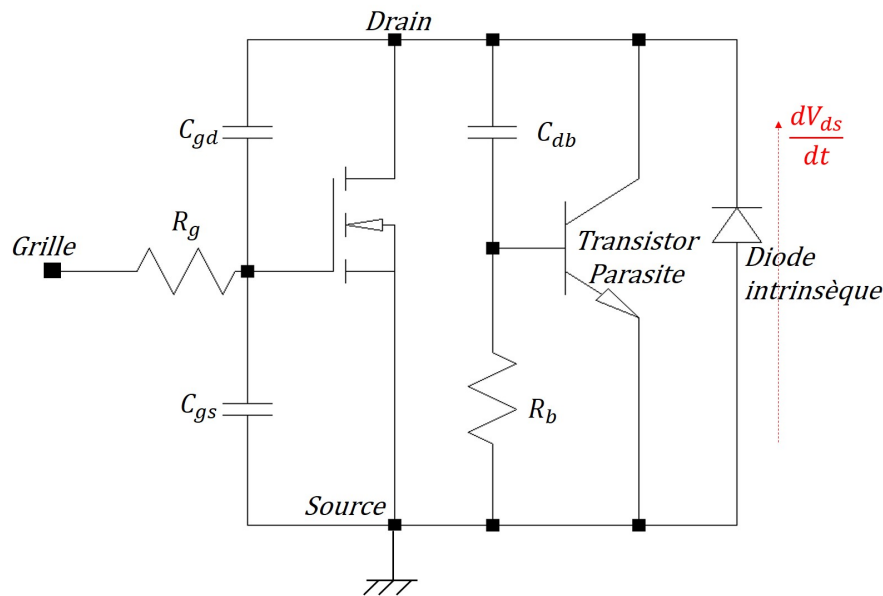 Drain
C_gd
C_db
dV_ds
dt
R_g
Grille
Transistor
Parasite
Diode
intrinsèque
C_gs
R_b
Source